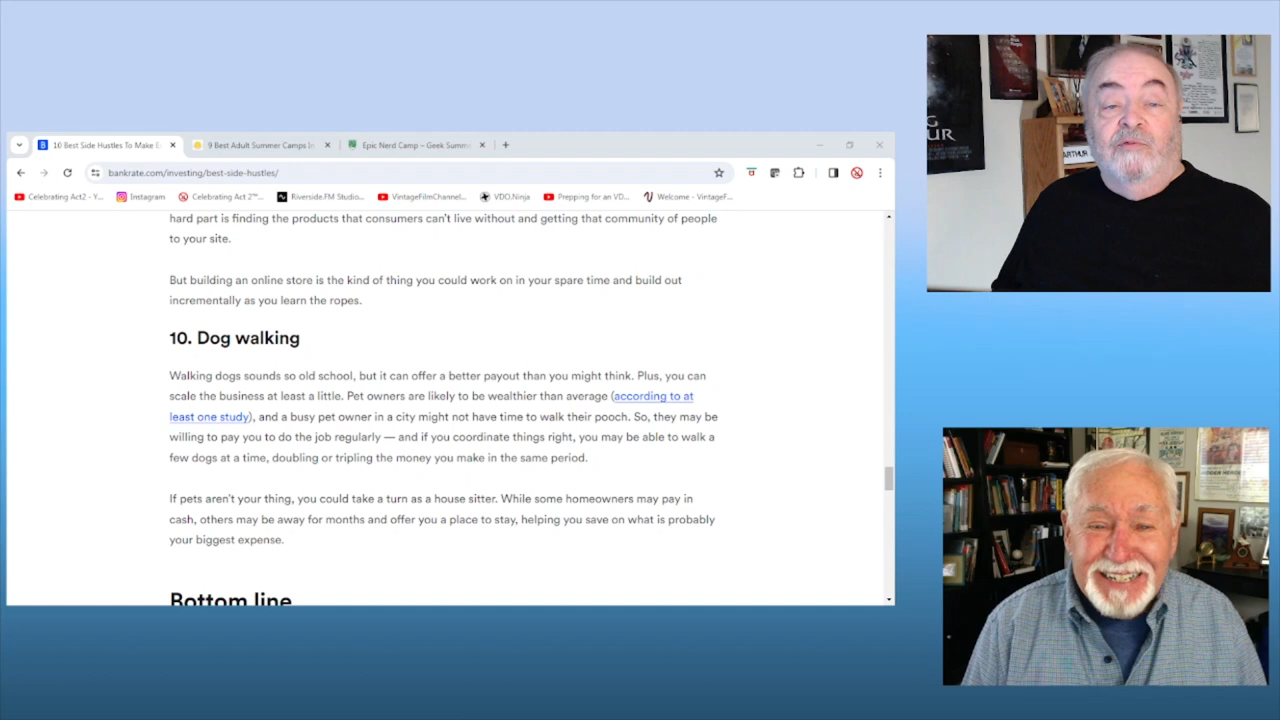 10 Best Side Hustles To Make E
9 Best Adult Summer Camps In
Epic Nerd Camp – Geek Summe
bankrate.com/investing/best-side-hustles/
Celebrating Act2 - Y...
Instagram
Celebrating Act 2™...
Riverside.FM Studio...
VintageFilmChannel...
VDO.Ninja
Prepping for an VD...
Welcome - VintageF...
hard part is finding the products that consumers can't live without and getting that community of people
to your site.
But building an online store is the kind of thing you could work on in your spare time and build out
incrementally as you learn the ropes.
10. Dog walking
Walking dogs sounds so old school, but it can offer a better payout than you might think. Plus, you can
scale the business at least a little. Pet owners are likely to be wealthier than average (according to at
least one study), and a busy pet owner in a city might not have time to walk their pooch. So, they may be
willing to pay you to do the job regularly — and if you coordinate things right, you may be able to walk a
few dogs at a time, doubling or tripling the money you make in the same period.
If pets aren't your thing, you could take a turn as a house sitter. While some homeowners may pay in
cash, others may be away for months and offer you a place to stay, helping you save on what is probably
your biggest expense.
Bottom line
ARTHUR